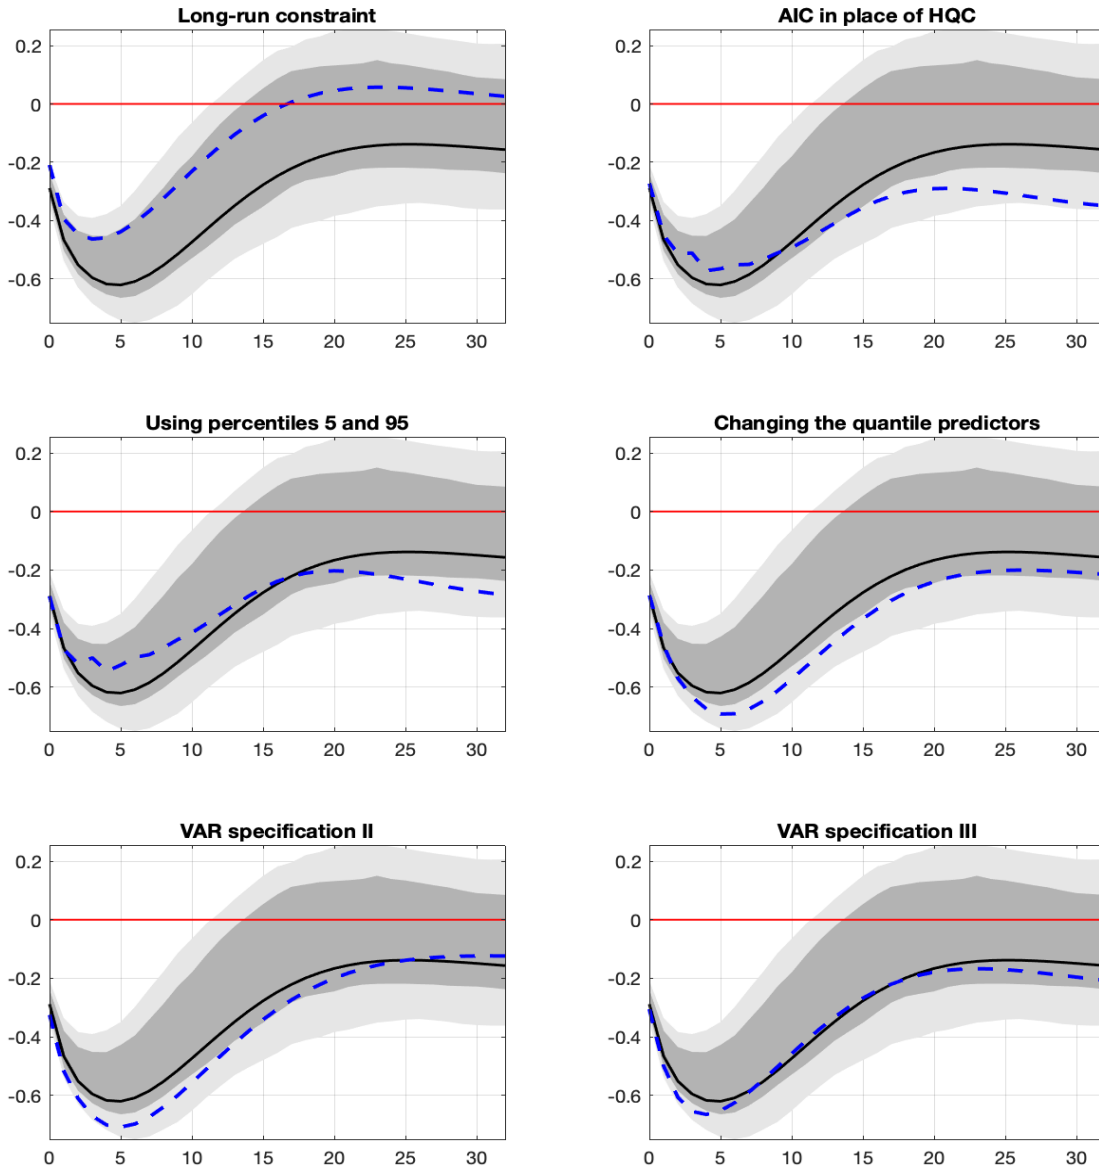 Long-run constraint
AIC in place of HQC
0.2
0
-0.2
-0.4
-0.6
0 5 10 15 20 25 30
0.2
0
-0.2
-0.4
-0.6
0 5 10 15 20 25 30
Using percentiles 5 and 95
Changing the quantile predictors
0.2
0
-0.2
-0.4
-0.6
0 5 10 15 20 25 30
0.2
0
-0.2
-0.4
-0.6
0 5 10 15 20 25 30
VAR specification II
VAR specification III
0.2
0
-0.2
-0.4
-0.6
0 5 10 15 20 25 30
0.2
0
-0.2
-0.4
-0.6
0 5 10 15 20 25 30